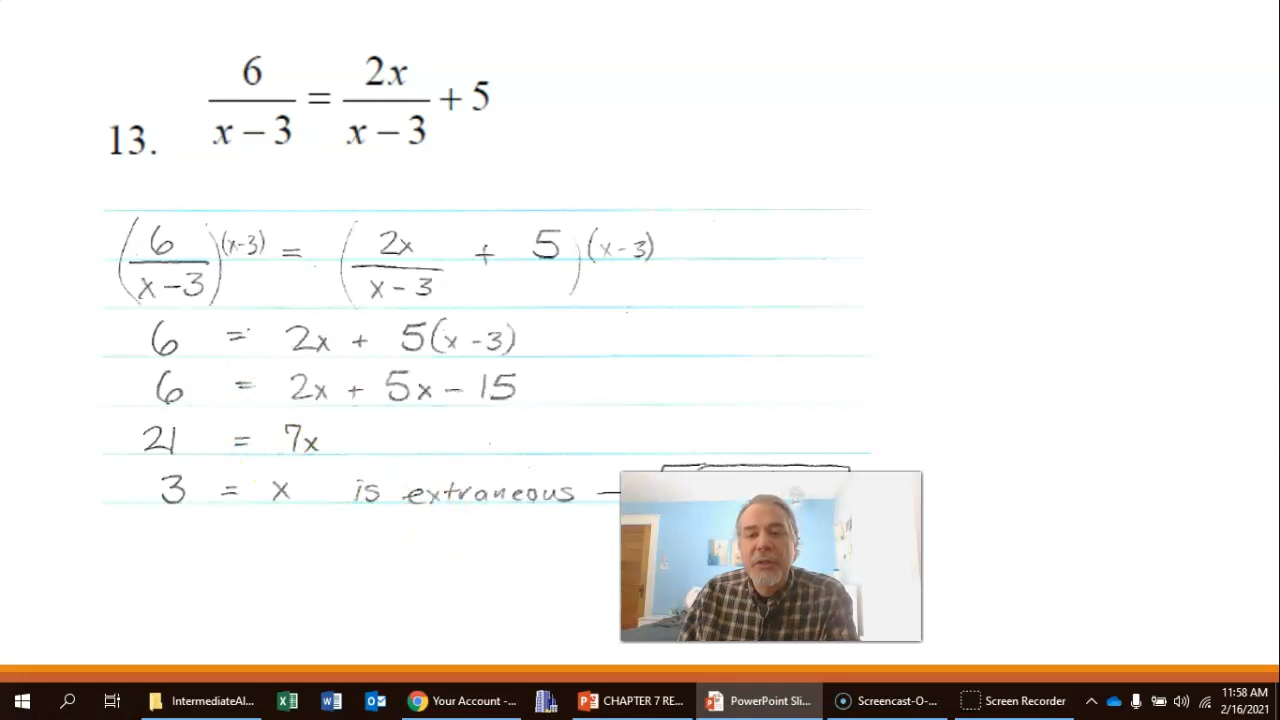 13. 6/(x − 3) = 2x/(x − 3) + 5
(6/(x−3))(x−3) = (2x/(x−3) + 5)(x−3)
6 = 2x + 5(x−3)
6 = 2x + 5x − 15
21 = 7x
3 = x is extraneous —
IntermediateAl...
Your Account -...
CHAPTER 7 RE...
PowerPoint Sli...
Screencast-O-...
Screen Recorder
11:58 AM
2/16/2021